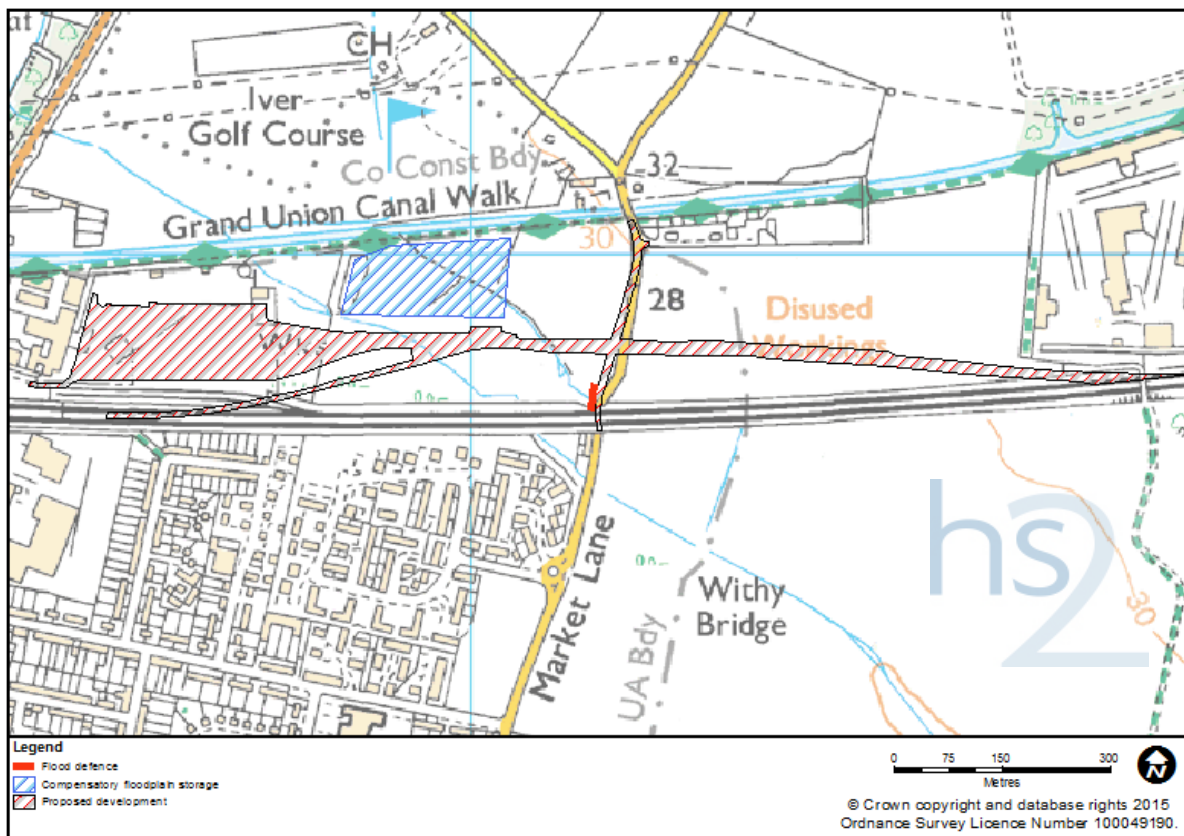 CH
Iver
Golf Course
Co Const Bdy
32
Grand Union Canal Walk
30
28
Disused
Workings
Market Lane
Withy
Bridge
UA Bdy
30
hs2
Legend
Flood defence
Compensatory floodplain storage
Proposed development
0 75 150 300
Metres
N
© Crown copyright and database rights 2015
Ordnance Survey Licence Number 100049190.